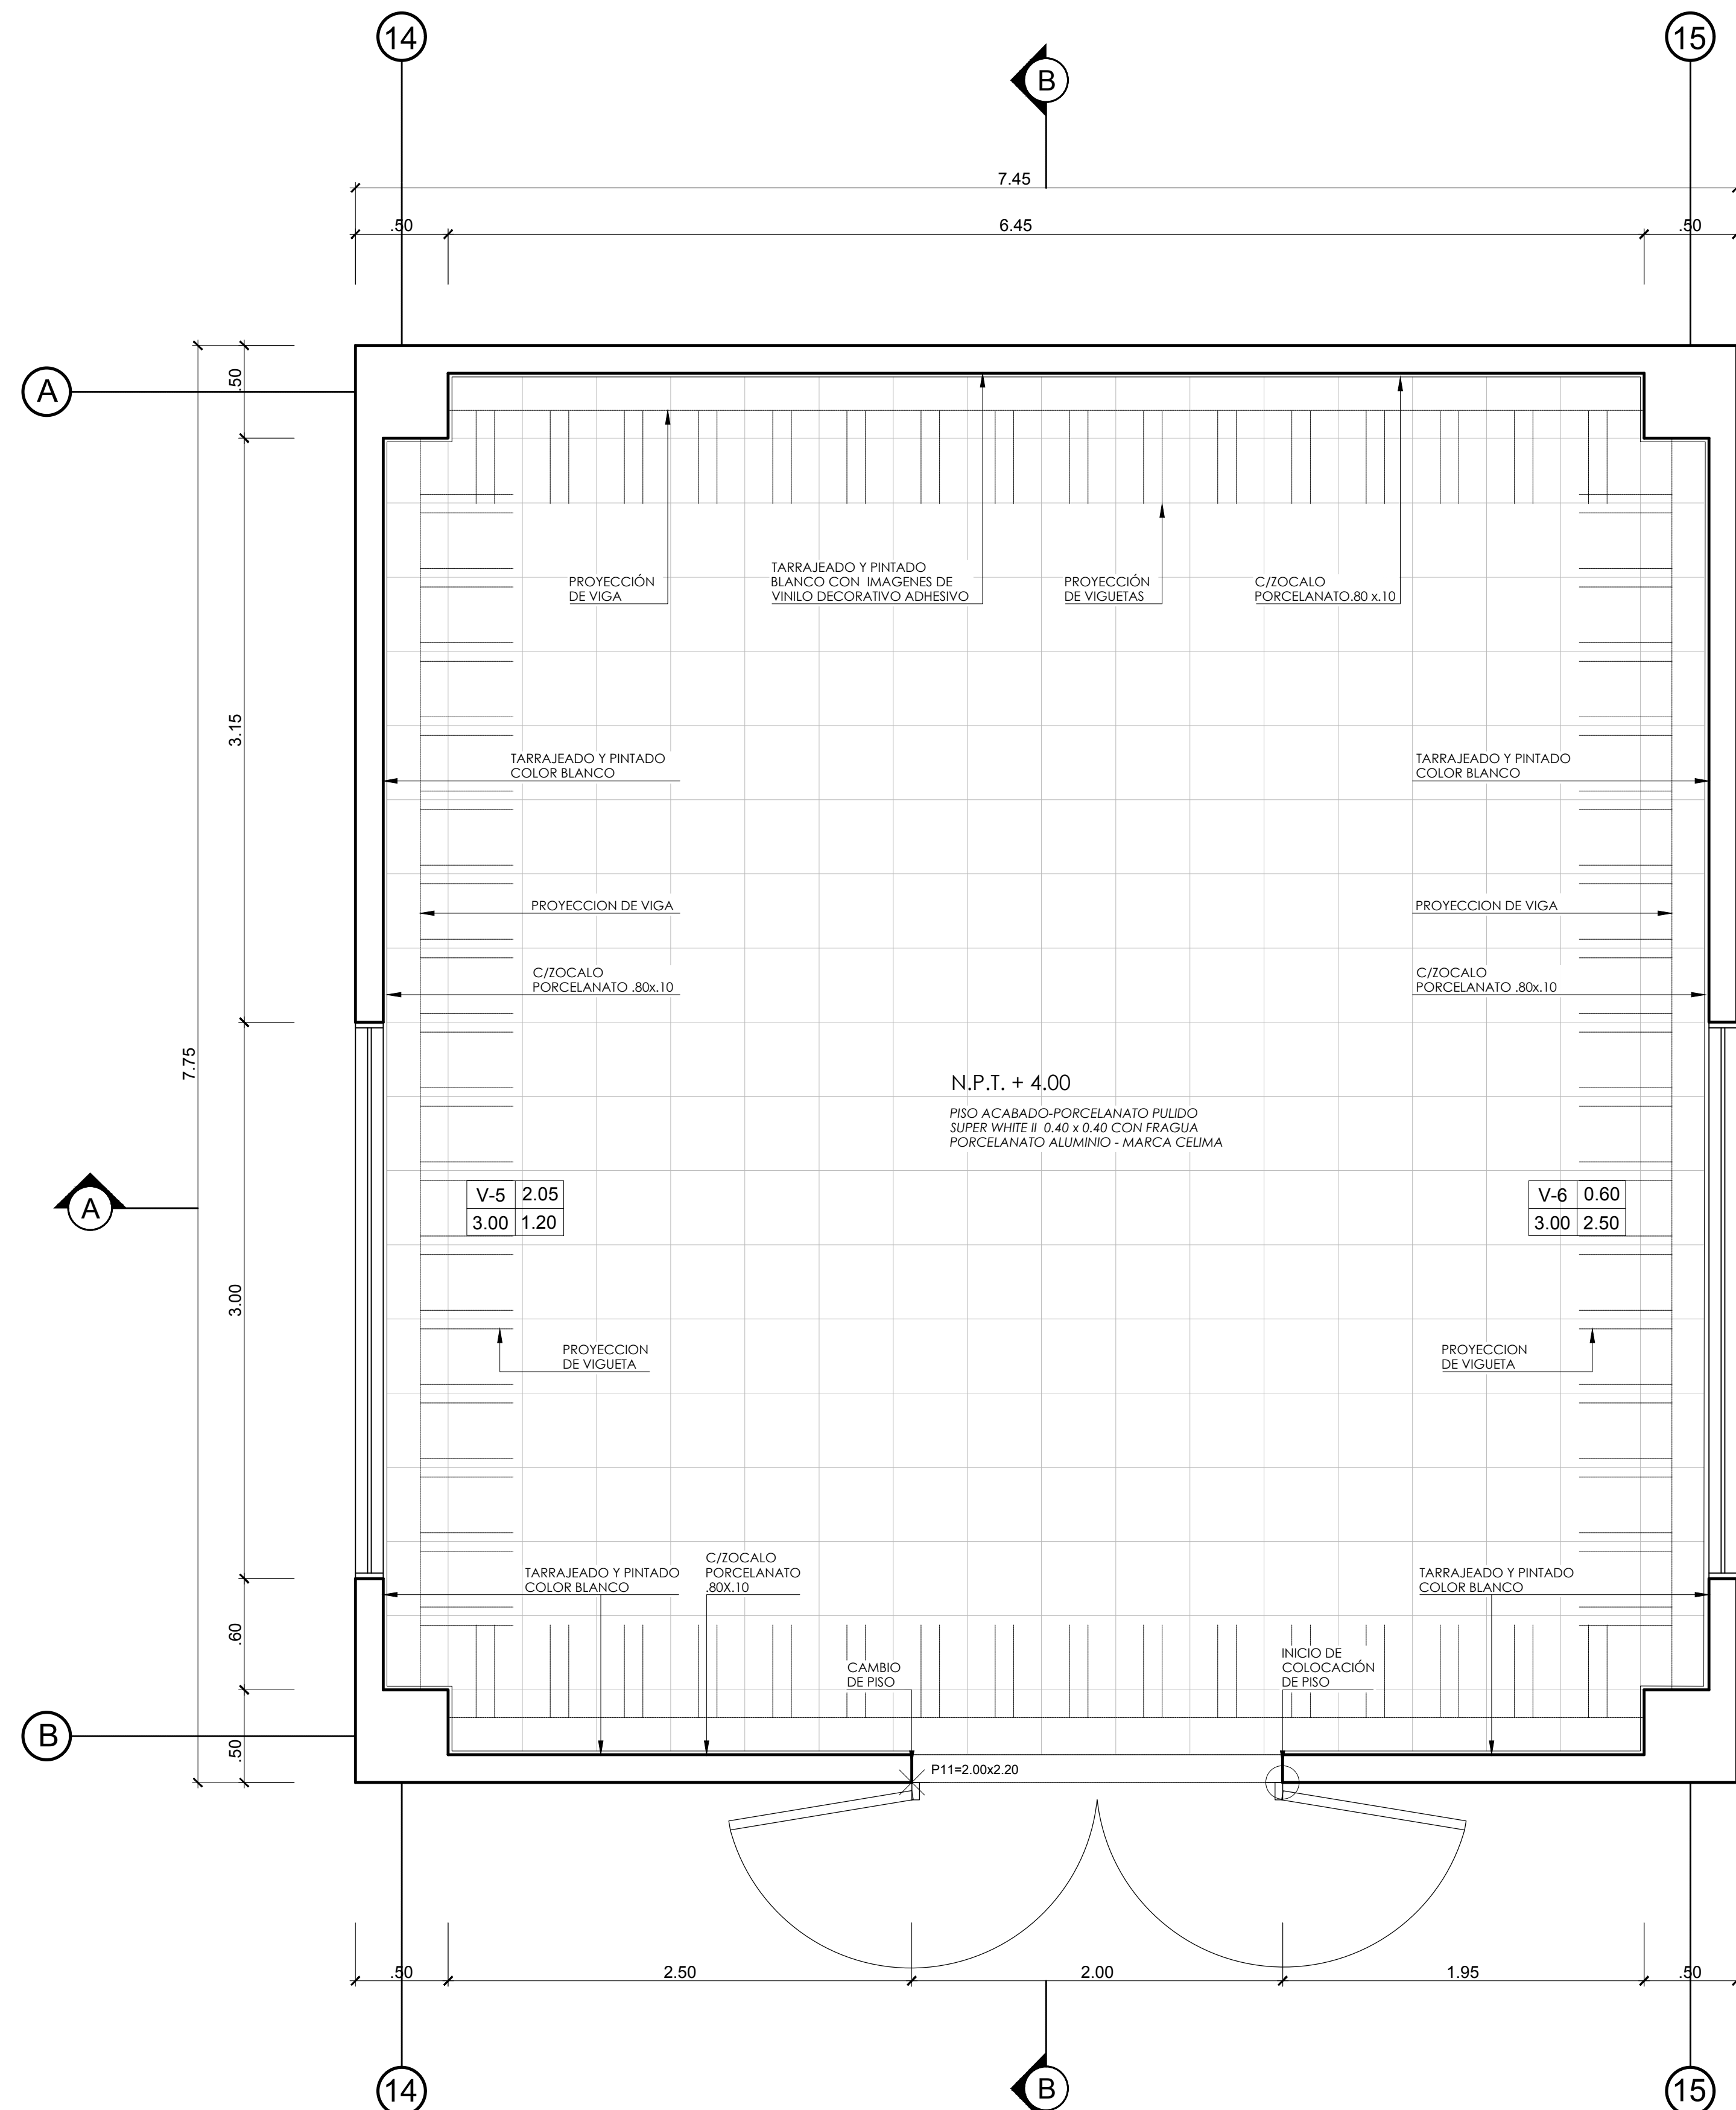 14
15
B
7.45
.50
6.45
.50
A
.50
PROYECCIÓN
DE VIGA
TARRAJEADO Y PINTADO
BLANCO CON IMAGENES DE
VINILO DECORATIVO ADHESIVO
PROYECCIÓN
DE VIGUETAS
C/ZOCALO
PORCELANATO.80 x.10
3.15
TARRAJEADO Y PINTADO
COLOR BLANCO
TARRAJEADO Y PINTADO
COLOR BLANCO
PROYECCION DE VIGA
PROYECCION DE VIGA
C/ZOCALO
PORCELANATO .80x.10
C/ZOCALO
PORCELANATO .80x.10
7.75
N.P.T. + 4.00
PISO ACABADO-PORCELANATO PULIDO
SUPER WHITE II 0.40 x 0.40 CON FRAGUA
PORCELANATO ALUMINIO - MARCA CELIMA
A
V-5 2.05
3.00 1.20
V-6 0.60
3.00 2.50
3.00
PROYECCION
DE VIGUETA
PROYECCION
DE VIGUETA
TARRAJEADO Y PINTADO
COLOR BLANCO
C/ZOCALO
PORCELANATO
.80X.10
TARRAJEADO Y PINTADO
COLOR BLANCO
.60
CAMBIO
DE PISO
INICIO DE
COLOCACIÓN
DE PISO
B
.50
P11=2.00x2.20
.50
2.50
2.00
1.95
.50
14
B
15